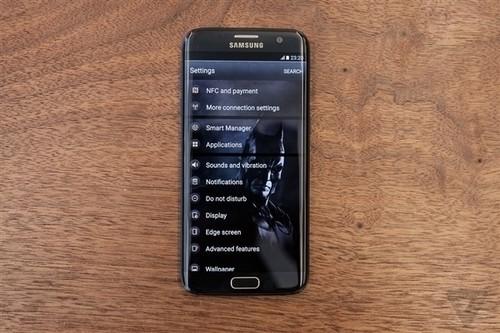 SAMSUNG
23:20
Settings SEARCH
NFC and payment
More connection settings
Smart Manager
Applications
Sounds and vibration
Notifications
Do not disturb
Display
Edge screen
Advanced features
Wallpaper